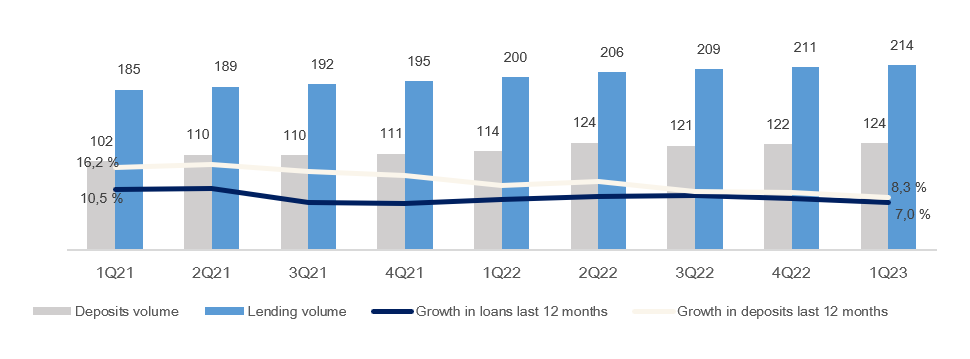 185 189 192 195 200 206 209 211 214
102 110 110 111 114 124 121 122 124
16,2 %
10,5 %
8,3 %
7,0 %
1Q21 2Q21 3Q21 4Q21 1Q22 2Q22 3Q22 4Q22 1Q23
Deposits volume Lending volume Growth in loans last 12 months Growth in deposits last 12 months